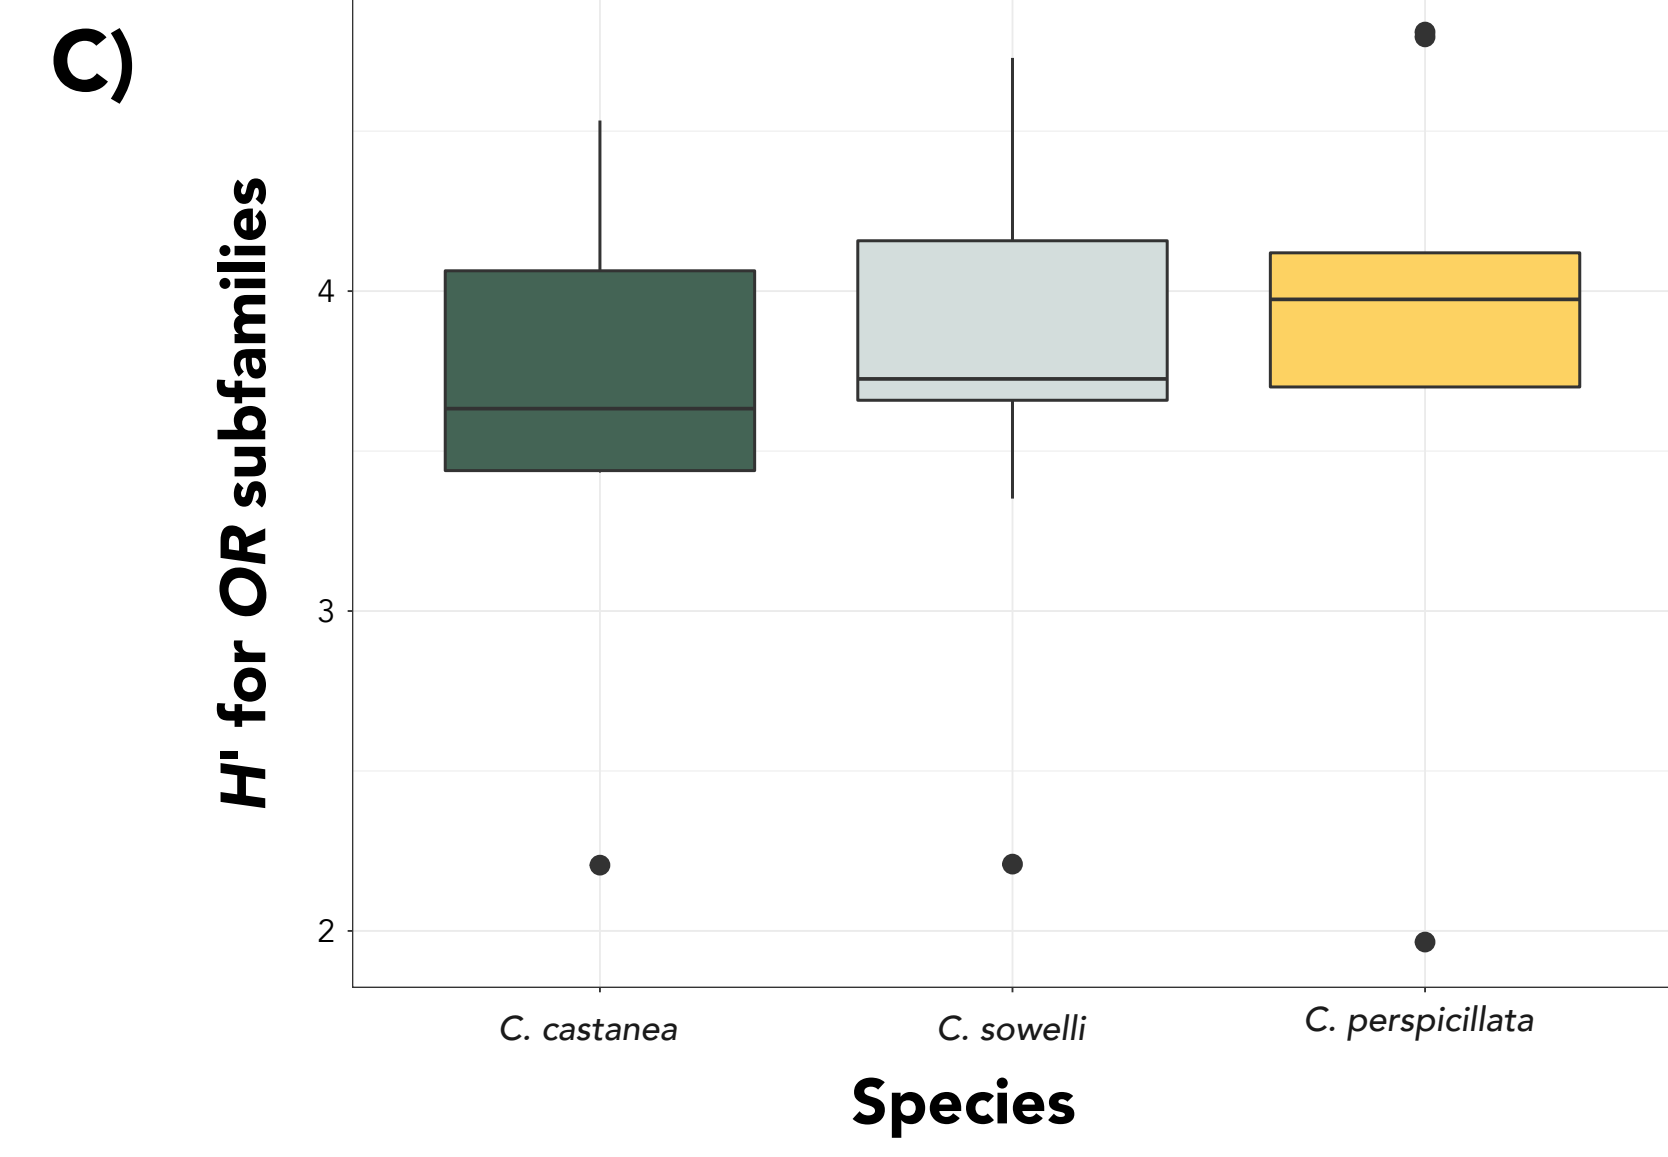 C)
H' for OR subfamilies
4
3
2
C. castanea
C. sowelli
C. perspicillata
Species